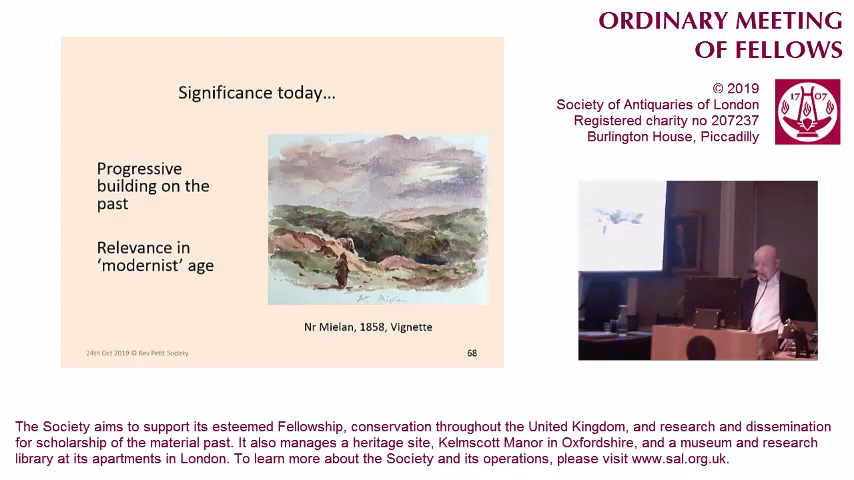 ORDINARY MEETING
OF FELLOWS
© 2019
Society of Antiquaries of London
Registered charity no 207237
Burlington House, Piccadilly
17 07
Significance today...
Progressive
building on the
past
Relevance in
‘modernist’ age
Nr Mielan, 1858, Vignette
24th Oct 2019 © Rev Petit Society
68
The Society aims to support its esteemed Fellowship, conservation throughout the United Kingdom, and research and dissemination
for scholarship of the material past. It also manages a heritage site, Kelmscott Manor in Oxfordshire, and a museum and research
library at its apartments in London. To learn more about the Society and its operations, please visit www.sal.org.uk.